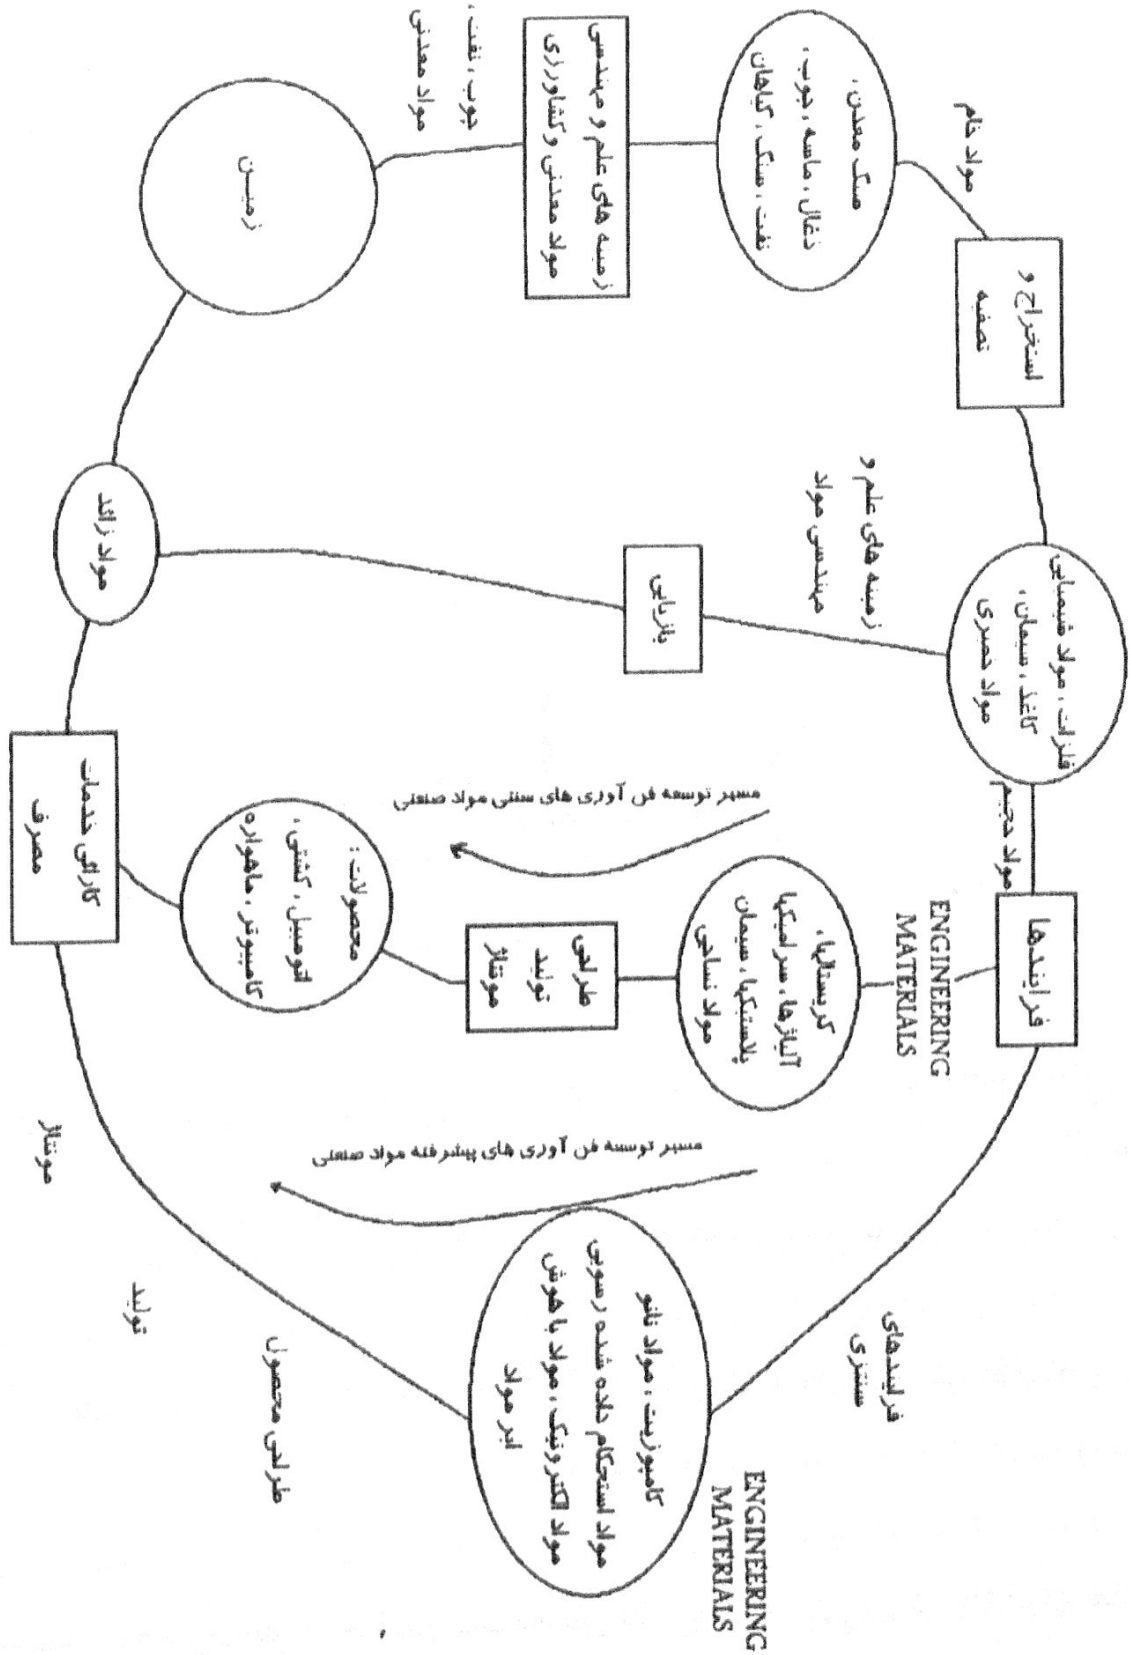 مواد خام
استخراج و
تصفیه
سنگ معدن ،
ذغال ، ماسه ، چوب ،
نفت ، سنگ ، گیاهان
زمینه های علم و مهندسی
مواد معدنی و کشاورزی
چوب ، نفت ،
مواد معدنی
زمیــن
فلزات ، مواد شیمیایی
کاغذ ، سیمان ،
مواد خمیری
زمینه های علم و
مهندسی مواد
بازیابی
مواد زائد
مواد حجیم
فرایندها
ENGINEERING
MATERIALS
مسیر توسعه فن آوری های سنتی مواد صنعتی
کریستالها ،
آلیاژها ، سرامیکها
پلاستیکها ، سیمان
مواد نساجی
طراحی
تولید
مونتاژ
محصولات :
اتومبیل ، کشتی ،
کامپیوتر ، ماهواره
کارائی خدمات
مصرف
مسیر توسعه فن آوری های پیشرفته مواد صنعتی
فرایندهای
سنتزی
ENGINEERING
MATERIALS
کامپوزیت ، مواد نانو
مواد استحکام داده شده رسوبی
مواد الکترونیک ، مواد با هوش
ابر مواد
طراحی محصول
تولید
مونتاژ